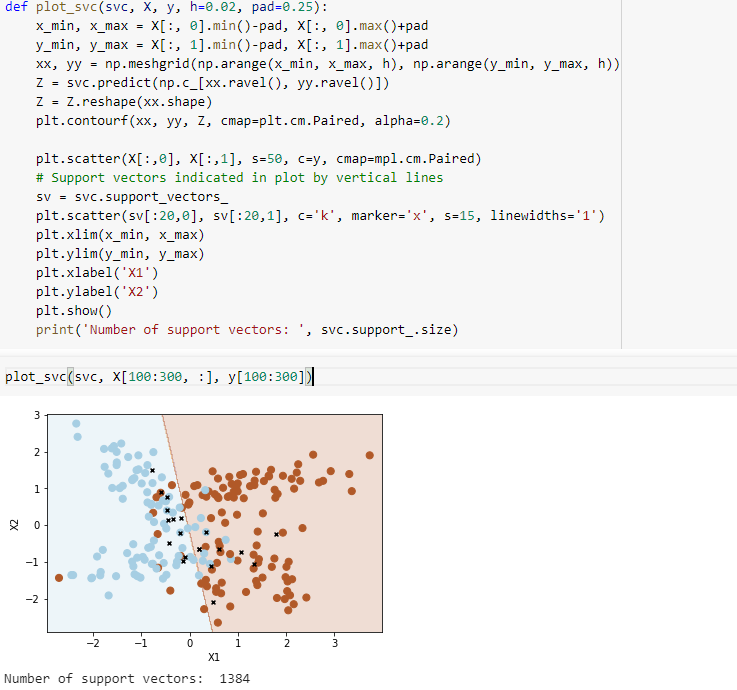 def plot_svc(svc, X, y, h=0.02, pad=0.25):
    x_min, x_max = X[:, 0].min()-pad, X[:, 0].max()+pad
    y_min, y_max = X[:, 1].min()-pad, X[:, 1].max()+pad
    xx, yy = np.meshgrid(np.arange(x_min, x_max, h), np.arange(y_min, y_max, h))
    Z = svc.predict(np.c_[xx.ravel(), yy.ravel()])
    Z = Z.reshape(xx.shape)
    plt.contourf(xx, yy, Z, cmap=plt.cm.Paired, alpha=0.2)

    plt.scatter(X[:,0], X[:,1], s=50, c=y, cmap=mpl.cm.Paired)
    # Support vectors indicated in plot by vertical lines
    sv = svc.support_vectors_
    plt.scatter(sv[:20,0], sv[:20,1], c='k', marker='x', s=15, linewidths='1')
    plt.xlim(x_min, x_max)
    plt.ylim(y_min, y_max)
    plt.xlabel('X1')
    plt.ylabel('X2')
    plt.show()
    print('Number of support vectors: ', svc.support_.size)
plot_svc(svc, X[100:300, :], y[100:300])
3
2
1
0
−1
−2
X2
−2 −1 0 1 2 3
X1
Number of support vectors:  1384